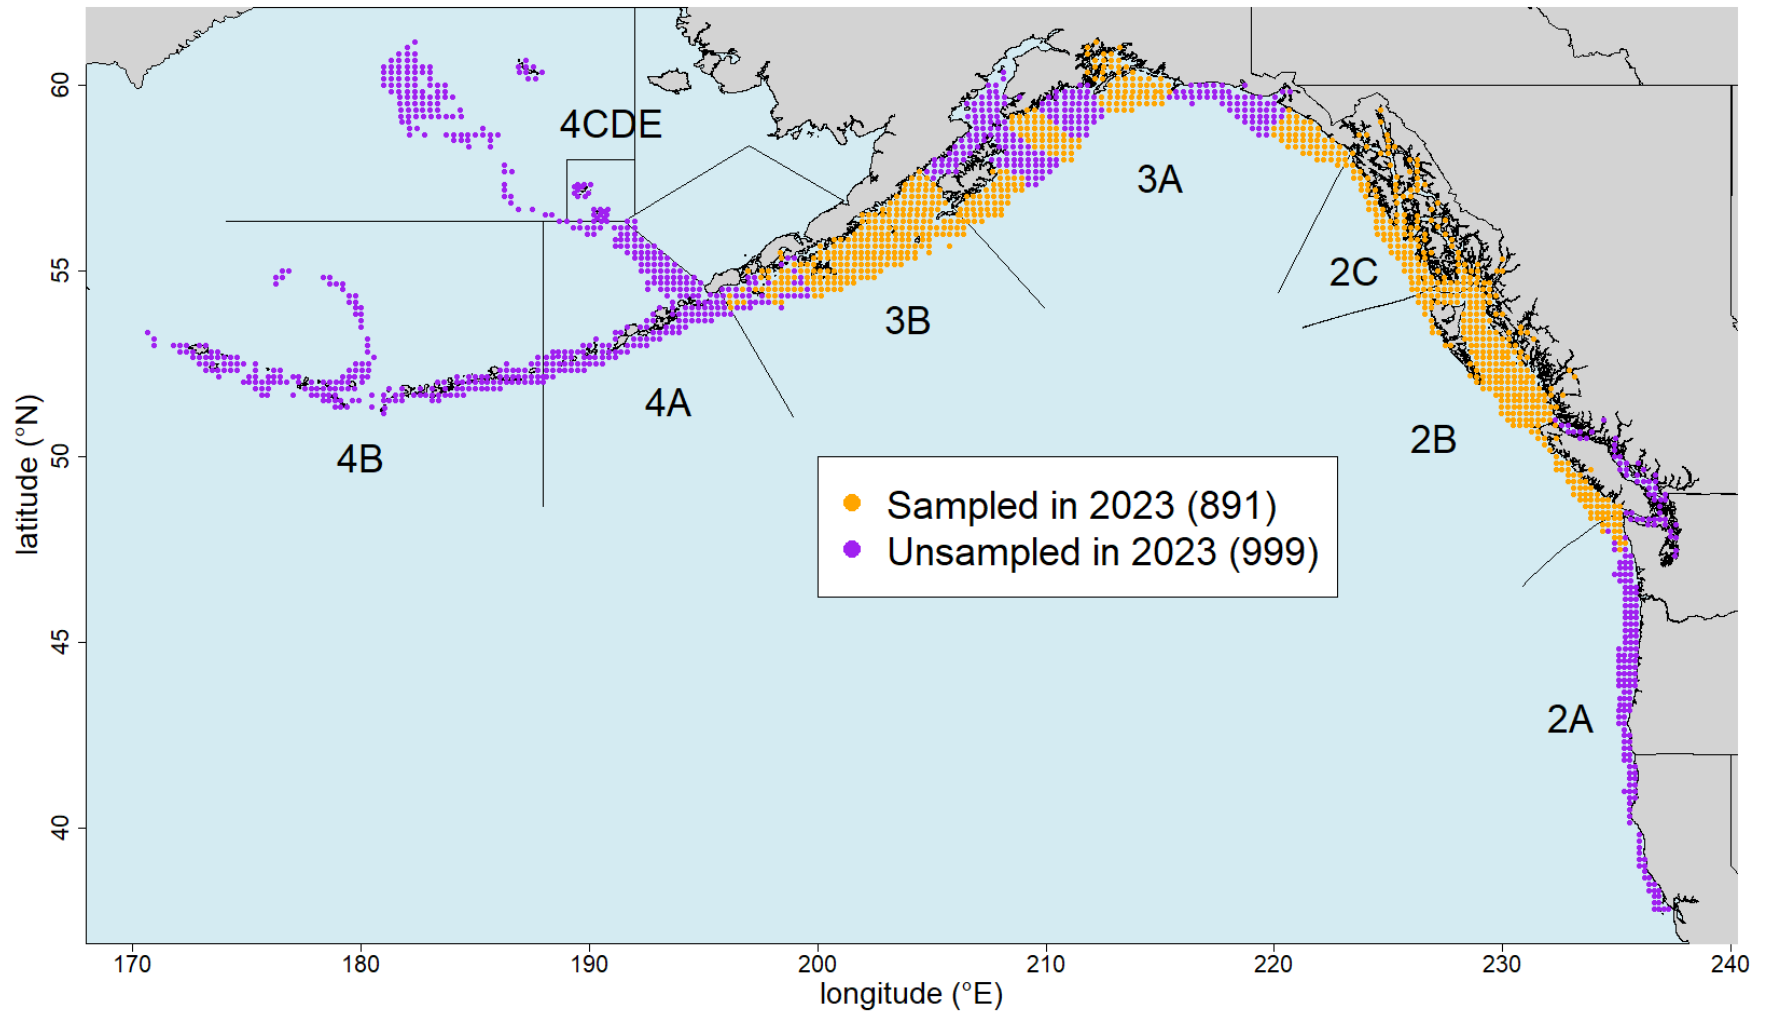 60
55
50
45
40
latitude (°N)
4CDE
3A
2C
3B
4A
2B
4B
Sampled in 2023 (891)
Unsampled in 2023 (999)
2A
170
180
190
200
210
220
230
240
longitude (°E)